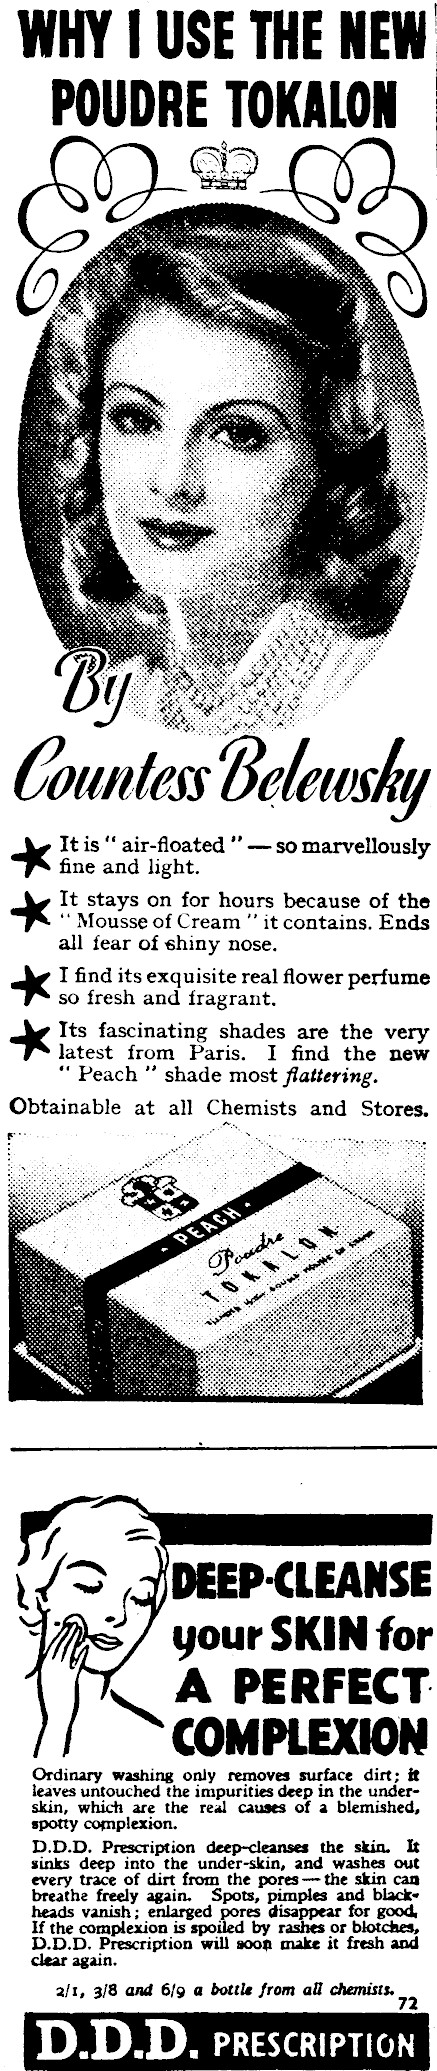 WHY I USE THE NEW
POUDRE TOKALON
By
Countess Belewsky
It is " air-floated " — so marvellously
fine and light.
It stays on for hours because of the
" Mousse of Cream " it contains. Ends
all fear of shiny nose.
I find its exquisite real flower perfume
so fresh and fragrant.
Its fascinating shades are the very
latest from Paris. I find the new
" Peach " shade most flattering.
Obtainable at all Chemists and Stores.
PEACH
Poudre
TOKALON
DEEP-CLEANSE
your SKIN for
A PERFECT
COMPLEXION
Ordinary washing only removes surface dirt; it
leaves untouched the impurities deep in the under-
skin, which are the real causes of a blemished,
spotty complexion.
D.D.D. Prescription deep-cleanses the skin. It
sinks deep into the under-skin, and washes out
every trace of dirt from the pores — the skin can
breathe freely again. Spots, pimples and black-
heads vanish; enlarged pores disappear for good.
If the complexion is spoiled by rashes or blotches,
D.D.D. Prescription will soon make it fresh and
clear again.
2/1, 3/8 and 6/9 a bottle from all chemists.
72
D.D.D. PRESCRIPTION